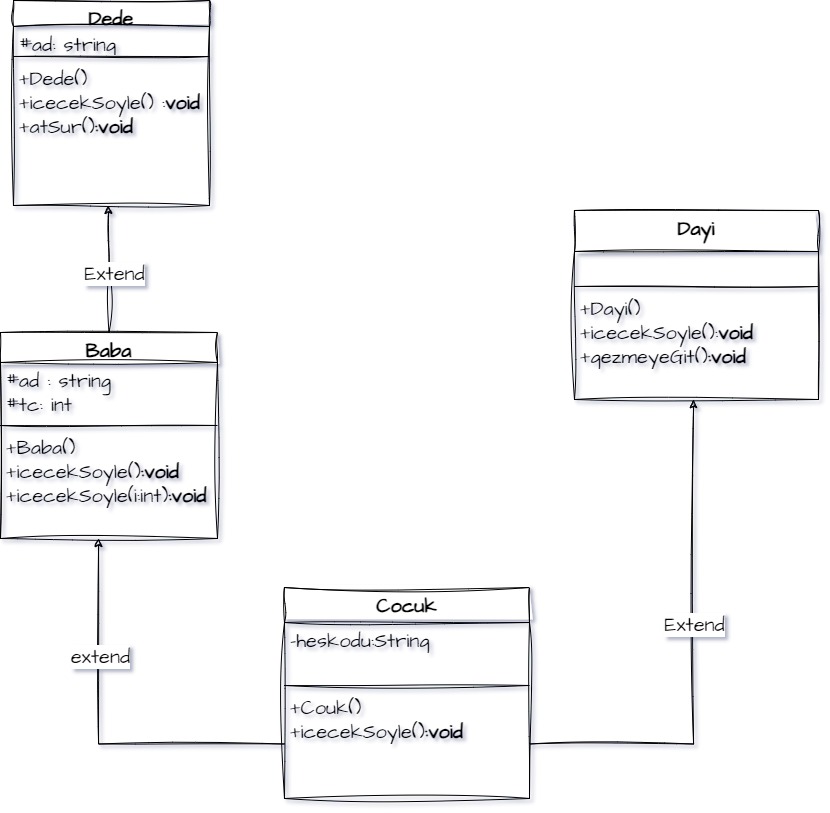 Dede
#ad: string
+Dede()
+icecekSoyle() :void
+atSur():void
Extend
Dayi
+Dayi()
+icecekSoyle():void
+gezmeyeGit():void
Baba
#ad : string
#tc: int
+Baba()
+icecekSoyle():void
+icecekSoyle(i:int):void
extend
Extend
Cocuk
-heskodu:String
+Couk()
+icecekSoyle():void